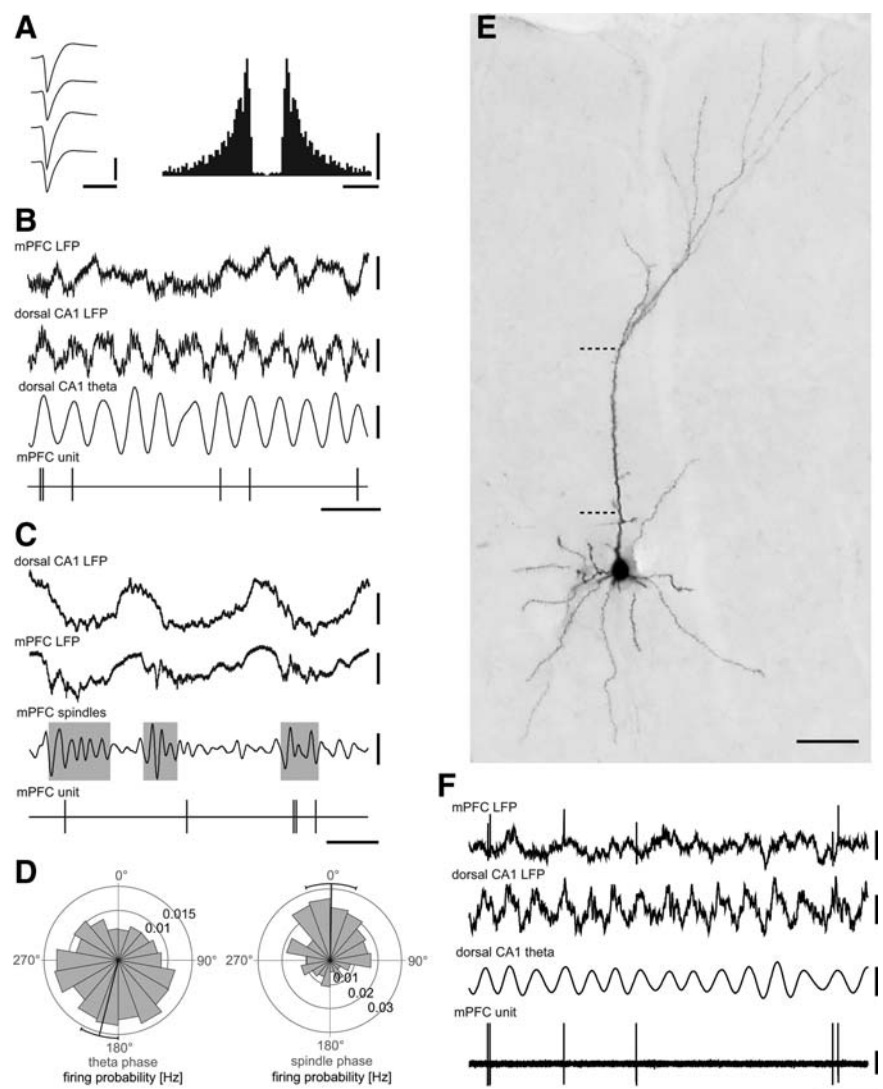 A
B
mPFC LFP
dorsal CA1 LFP
dorsal CA1 theta
mPFC unit
C
dorsal CA1 LFP
mPFC LFP
mPFC spindles
mPFC unit
D
0°
0.015
0.01
270°
90°
180°
theta phase
firing probability [Hz]
0°
270°
90°
0.01
0.02
0.03
180°
spindle phase
firing probability [Hz]
E
F
mPFC LFP
dorsal CA1 LFP
dorsal CA1 theta
mPFC unit